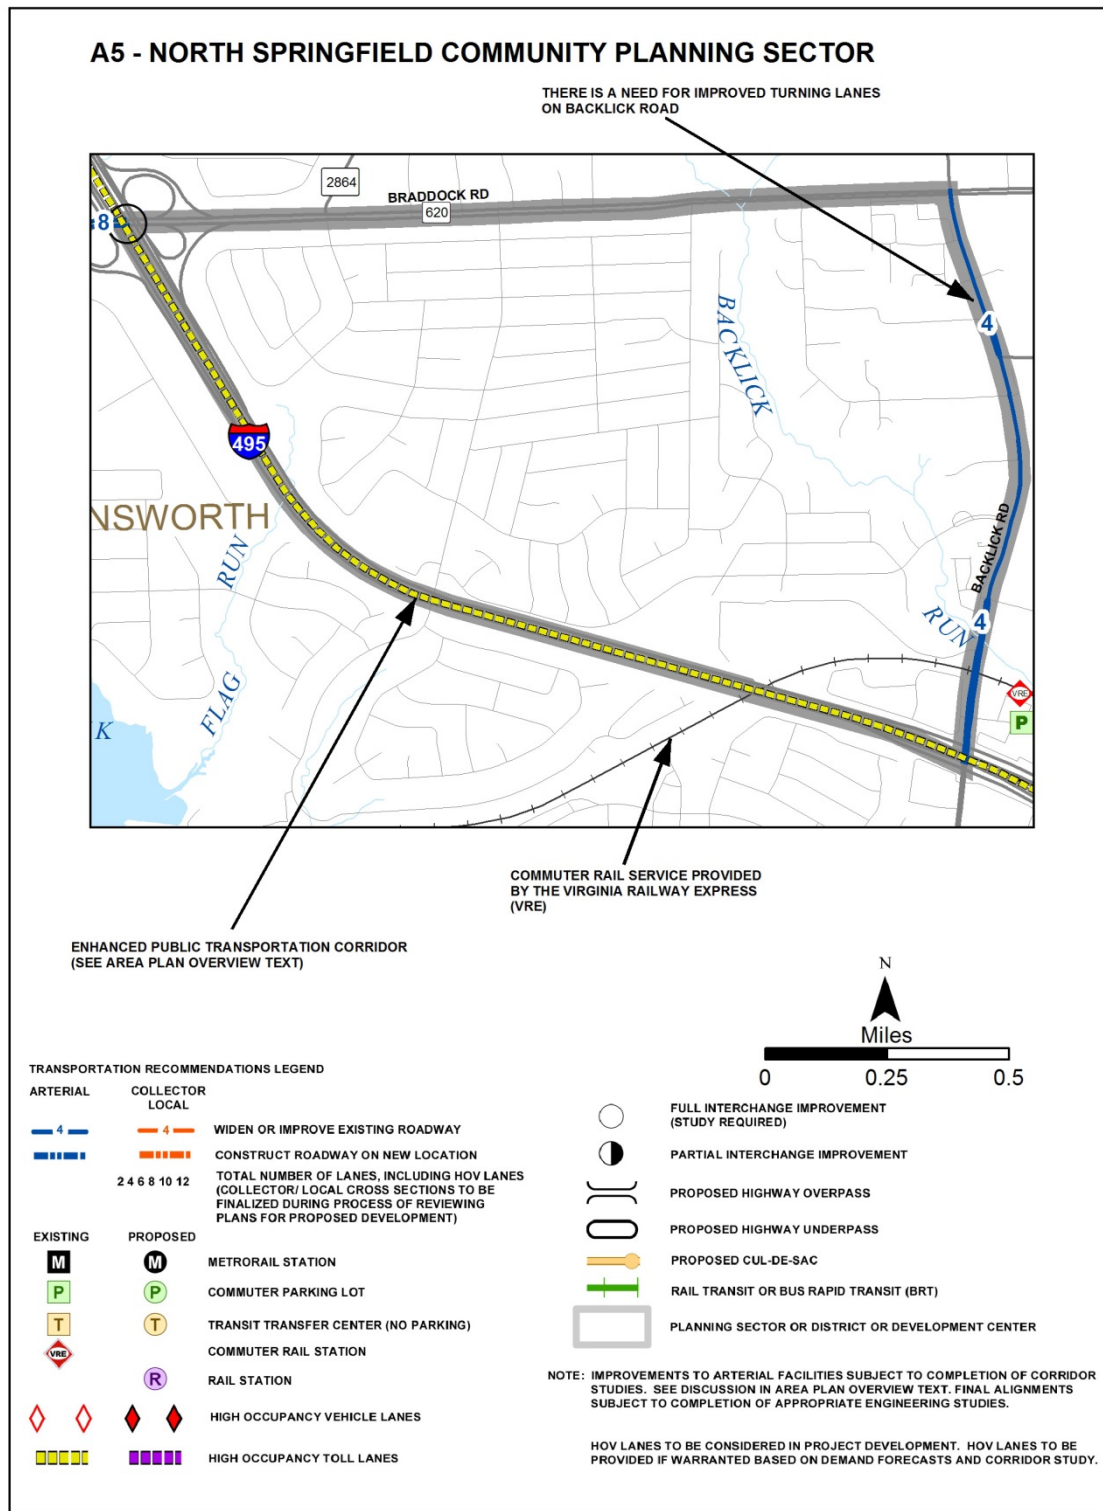 A5 - NORTH SPRINGFIELD COMMUNITY PLANNING SECTOR
THERE IS A NEED FOR IMPROVED TURNING LANES
ON BACKLICK ROAD
2864
BRADDOCK RD
620
8
BACKLICK
4
495
NSWORTH
RUN
BACKLICK RD
RUN
4
FLAG
VRE
P
K
COMMUTER RAIL SERVICE PROVIDED
BY THE VIRGINIA RAILWAY EXPRESS
(VRE)
ENHANCED PUBLIC TRANSPORTATION CORRIDOR
(SEE AREA PLAN OVERVIEW TEXT)
N
Miles
0 0.25 0.5
TRANSPORTATION RECOMMENDATIONS LEGEND
ARTERIAL COLLECTOR
LOCAL
4 4 WIDEN OR IMPROVE EXISTING ROADWAY
CONSTRUCT ROADWAY ON NEW LOCATION
2 4 6 8 10 12 TOTAL NUMBER OF LANES, INCLUDING HOV LANES
(COLLECTOR/ LOCAL CROSS SECTIONS TO BE
FINALIZED DURING PROCESS OF REVIEWING
PLANS FOR PROPOSED DEVELOPMENT)
EXISTING PROPOSED
M M METRORAIL STATION
P P COMMUTER PARKING LOT
T T TRANSIT TRANSFER CENTER (NO PARKING)
VRE COMMUTER RAIL STATION
R RAIL STATION
HIGH OCCUPANCY VEHICLE LANES
HIGH OCCUPANCY TOLL LANES
FULL INTERCHANGE IMPROVEMENT
(STUDY REQUIRED)
PARTIAL INTERCHANGE IMPROVEMENT
PROPOSED HIGHWAY OVERPASS
PROPOSED HIGHWAY UNDERPASS
PROPOSED CUL-DE-SAC
RAIL TRANSIT OR BUS RAPID TRANSIT (BRT)
PLANNING SECTOR OR DISTRICT OR DEVELOPMENT CENTER
NOTE: IMPROVEMENTS TO ARTERIAL FACILITIES SUBJECT TO COMPLETION OF CORRIDOR
STUDIES. SEE DISCUSSION IN AREA PLAN OVERVIEW TEXT. FINAL ALIGNMENTS
SUBJECT TO COMPLETION OF APPROPRIATE ENGINEERING STUDIES.
HOV LANES TO BE CONSIDERED IN PROJECT DEVELOPMENT. HOV LANES TO BE
PROVIDED IF WARRANTED BASED ON DEMAND FORECASTS AND CORRIDOR STUDY.